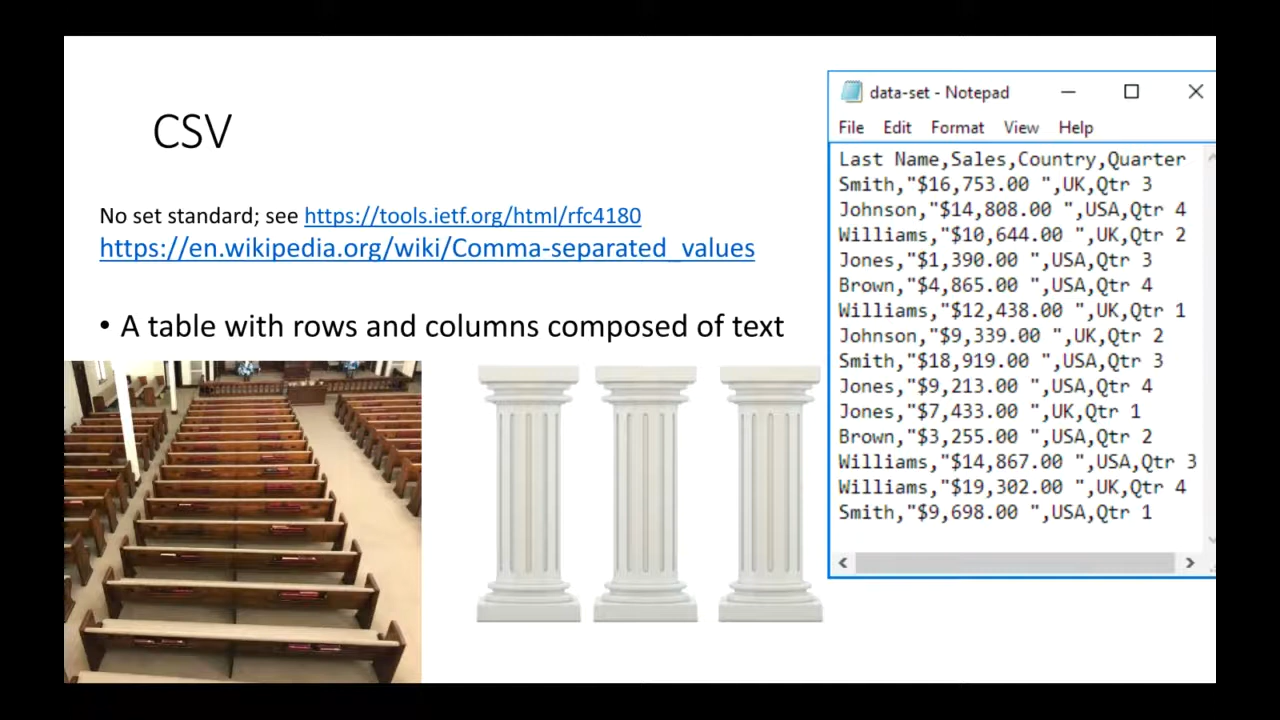 CSV
No set standard; see https://tools.ietf.org/html/rfc4180
https://en.wikipedia.org/wiki/Comma-separated_values
• A table with rows and columns composed of text
data-set - Notepad
File Edit Format View Help
Last Name,Sales,Country,Quarter
Smith,"$16,753.00 ",UK,Qtr 3
Johnson,"$14,808.00 ",USA,Qtr 4
Williams,"$10,644.00 ",UK,Qtr 2
Jones,"$1,390.00 ",USA,Qtr 3
Brown,"$4,865.00 ",USA,Qtr 4
Williams,"$12,438.00 ",UK,Qtr 1
Johnson,"$9,339.00 ",UK,Qtr 2
Smith,"$18,919.00 ",USA,Qtr 3
Jones,"$9,213.00 ",USA,Qtr 4
Jones,"$7,433.00 ",UK,Qtr 1
Brown,"$3,255.00 ",USA,Qtr 2
Williams,"$14,867.00 ",USA,Qtr 3
Williams,"$19,302.00 ",UK,Qtr 4
Smith,"$9,698.00 ",USA,Qtr 1